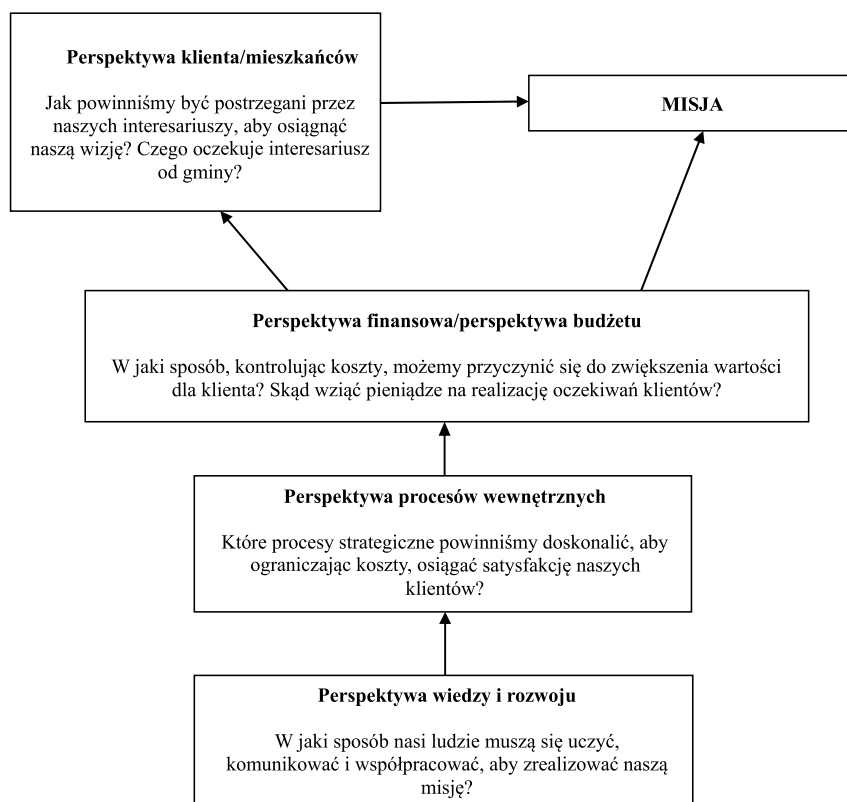 Perspektywa klienta/mieszkańców
Jak powinniśmy być postrzegani przez
naszych interesariuszy, aby osiągnąć
naszą wizję? Czego oczekuje interesariusz
od gminy?
MISJA
Perspektywa finansowa/perspektywa budżetu
W jaki sposób, kontrolując koszty, możemy przyczynić się do zwiększenia wartości
dla klienta? Skąd wziąć pieniądze na realizację oczekiwań klientów?
Perspektywa procesów wewnętrznych
Które procesy strategiczne powinniśmy doskonalić, aby
ograniczając koszty, osiągać satysfakcję naszych
klientów?
Perspektywa wiedzy i rozwoju
W jaki sposób nasi ludzie muszą się uczyć,
komunikować i współpracować, aby zrealizować naszą
misję?